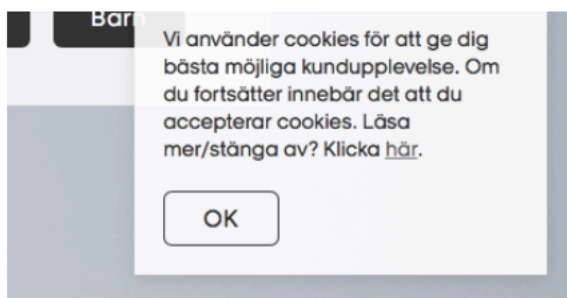 Barn
Vi använder cookies för att ge dig
bästa möjliga kundupplevelse. Om
du fortsätter innebär det att du
accepterar cookies. Läsa
mer/stänga av? Klicka här.
OK